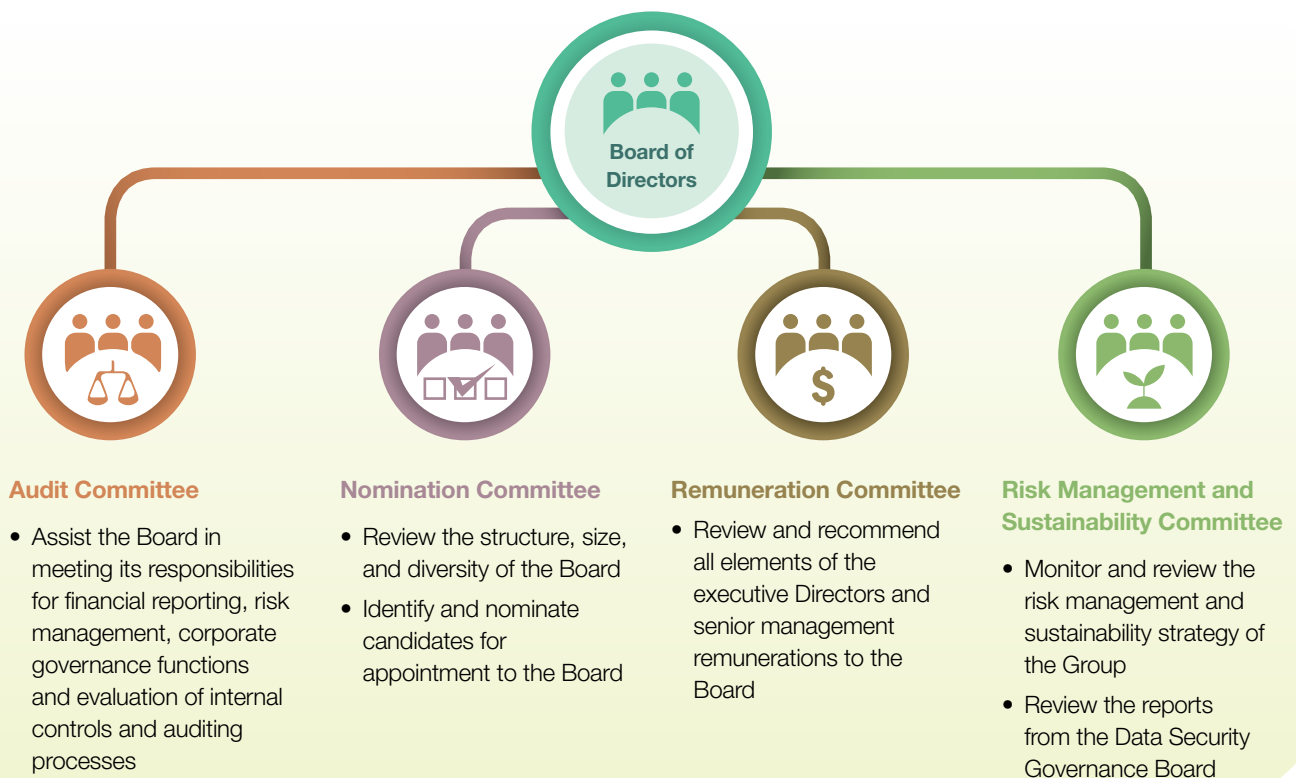 Board of
Directors
Audit Committee
• Assist the Board in
meeting its responsibilities
for financial reporting, risk
management, corporate
governance functions
and evaluation of internal
controls and auditing
processes
Nomination Committee
• Review the structure, size,
and diversity of the Board
• Identify and nominate
candidates for
appointment to the Board
Remuneration Committee
• Review and recommend
all elements of the
executive Directors and
senior management
remunerations to the
Board
Risk Management and
Sustainability Committee
• Monitor and review the
risk management and
sustainability strategy of
the Group
• Review the reports
from the Data Security
Governance Board